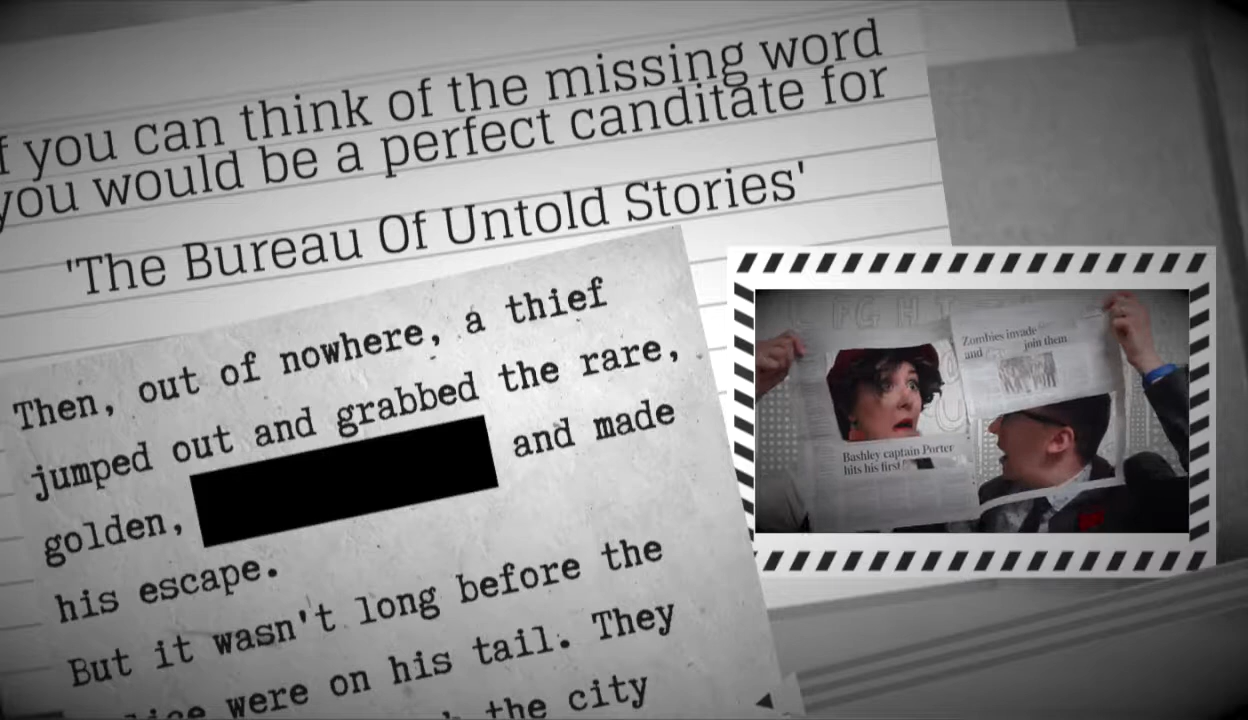 f you can think of the missing word
you would be a perfect canditate for
'The Bureau Of Untold Stories'
Then, out of nowhere, a thief
jumped out and grabbed the rare,
golden, and made
his escape.
But it wasn't long before the
were on his tail. They
the city
FGH
Zombies invade
and join them
Bashley captain Porter
hits his first